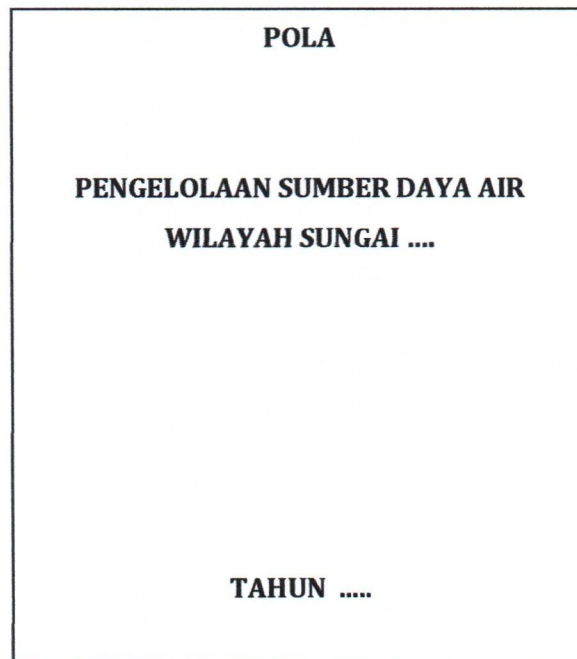 POLA
PENGELOLAAN SUMBER DAYA AIR
WILAYAH SUNGAI ....
TAHUN .....